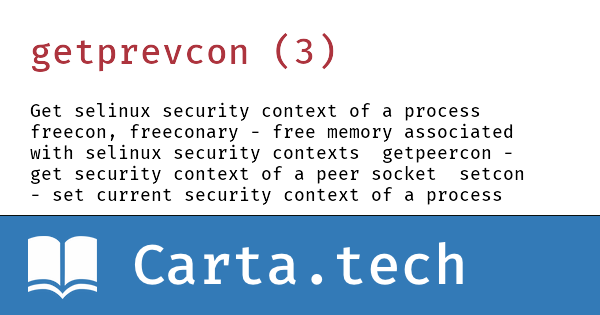 getprevcon (3)
Get selinux security context of a process
freecon, freeconary - free memory associated
with selinux security contexts  getpeercon -
get security context of a peer socket  setcon
- set current security context of a process
Carta.tech